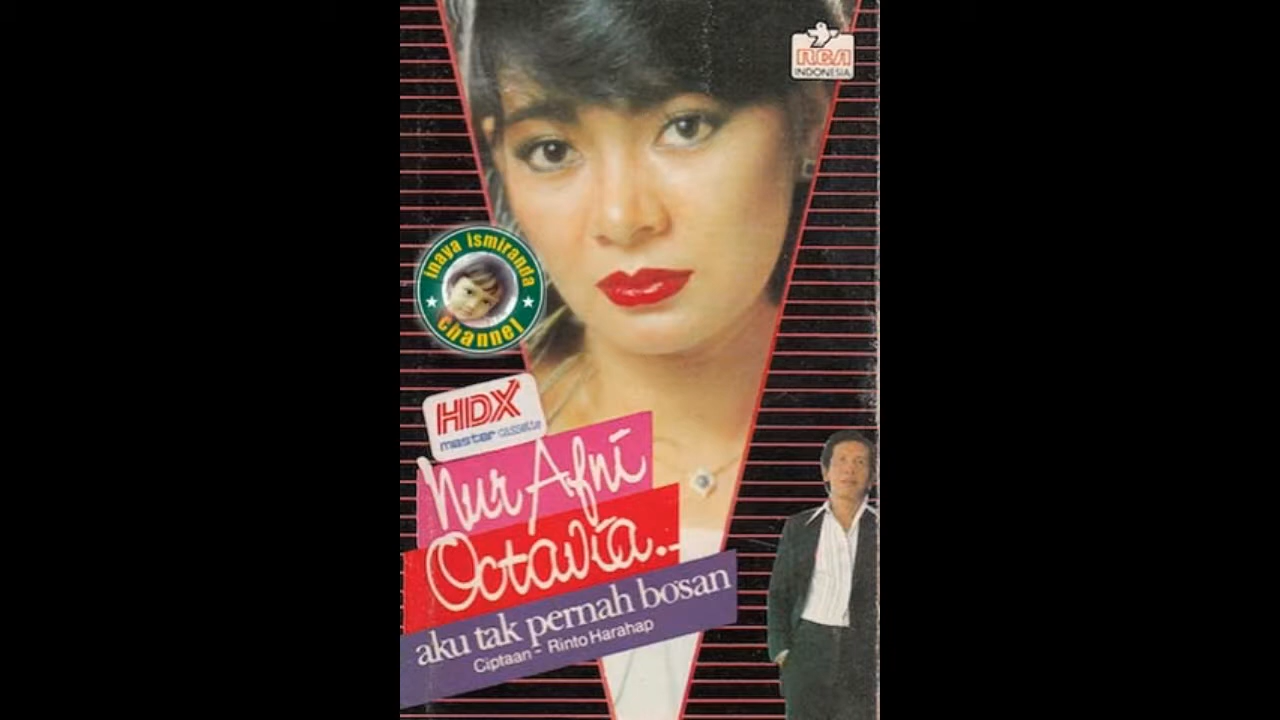 RCA
INDONESIA
inaya ismiranda
channel
HDX
master cassette
Nur Afni
Octavia..
aku tak pernah bosan
Ciptaan - Rinto Harahap